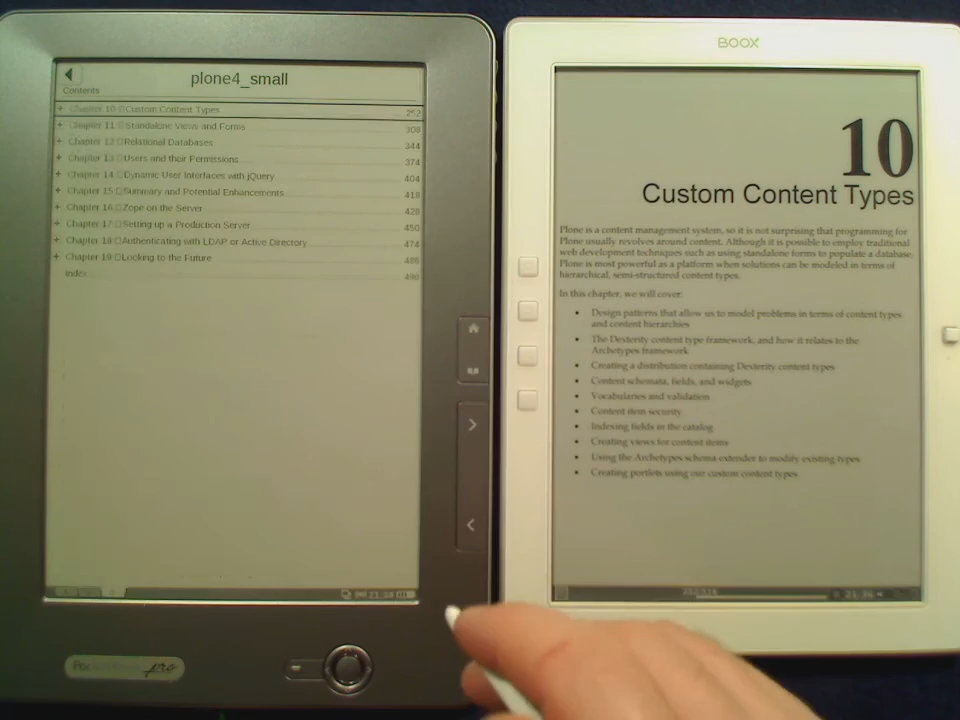 plone4_small
Contents
+ Chapter 10 Custom Content Types 252
+ Chapter 11 Standalone Views and Forms 308
+ Chapter 12 Relational Databases 344
+ Chapter 13 Users and their Permissions 374
+ Chapter 14 Dynamic User Interfaces with jQuery 404
+ Chapter 15 Summary and Potential Enhancements 418
+ Chapter 16 Zope on the Server 428
+ Chapter 17 Setting up a Production Server 450
+ Chapter 18 Authenticating with LDAP or Active Directory 474
+ Chapter 19 Looking to the Future 486
Index 490
21:38
PocketBook pro
BOOX
10
Custom Content Types
Plone is a content management system, so it is not surprising that programming for
Plone usually revolves around content. Although it is possible to employ traditional
web development techniques such as using standalone forms to populate a database
Plone is most powerful as a platform when solutions can be modeled in terms of
hierarchical, semi-structured content types.
In this chapter, we will cover:
• Design patterns that allow us to model problems in terms of content types
and content hierarchies
• The Dexterity content type framework, and how it relates to the
Archetypes framework
• Creating a distribution containing Dexterity content types
• Content schemata, fields, and widgets
• Vocabularies and validation
• Content item security
• Indexing fields in the catalog
• Creating views for content items
• Using the Archetypes schema extender to modify existing types
• Creating portlets using our custom content types
252/516
21:36